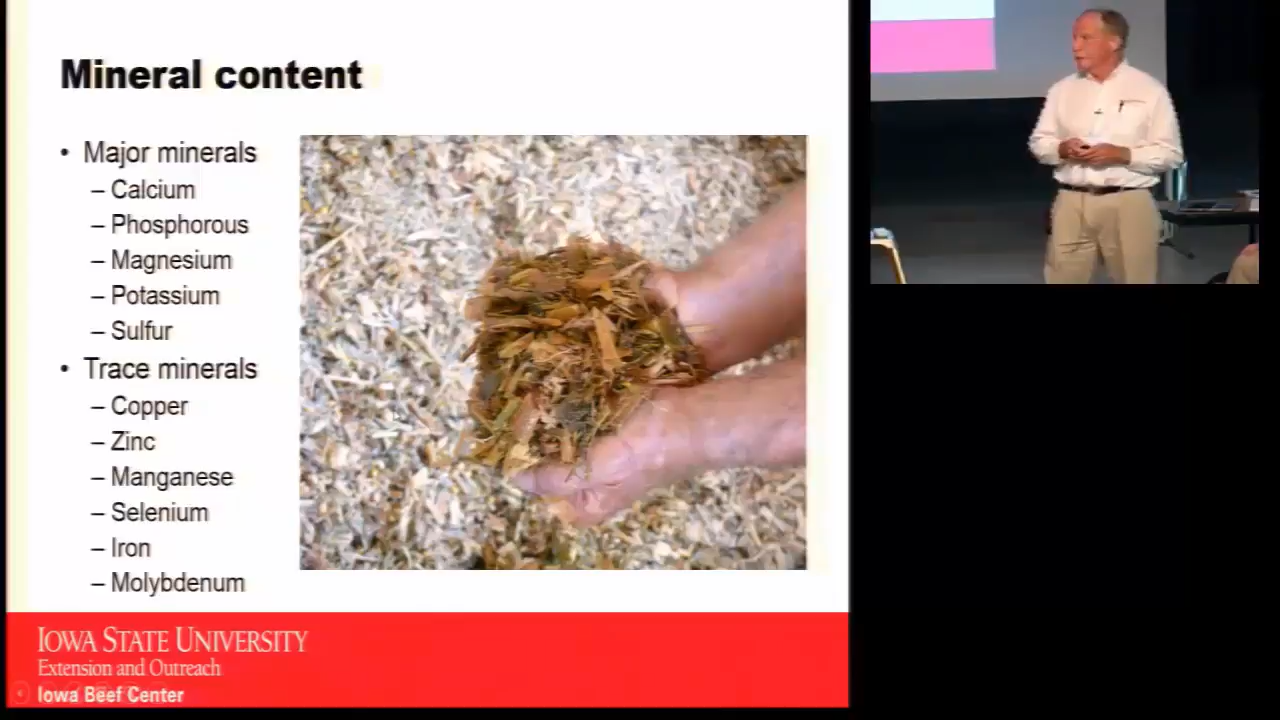 Mineral content
• Major minerals
– Calcium
– Phosphorous
– Magnesium
– Potassium
– Sulfur
• Trace minerals
– Copper
– Zinc
– Manganese
– Selenium
– Iron
– Molybdenum
IOWA STATE UNIVERSITY
Extension and Outreach
Iowa Beef Center